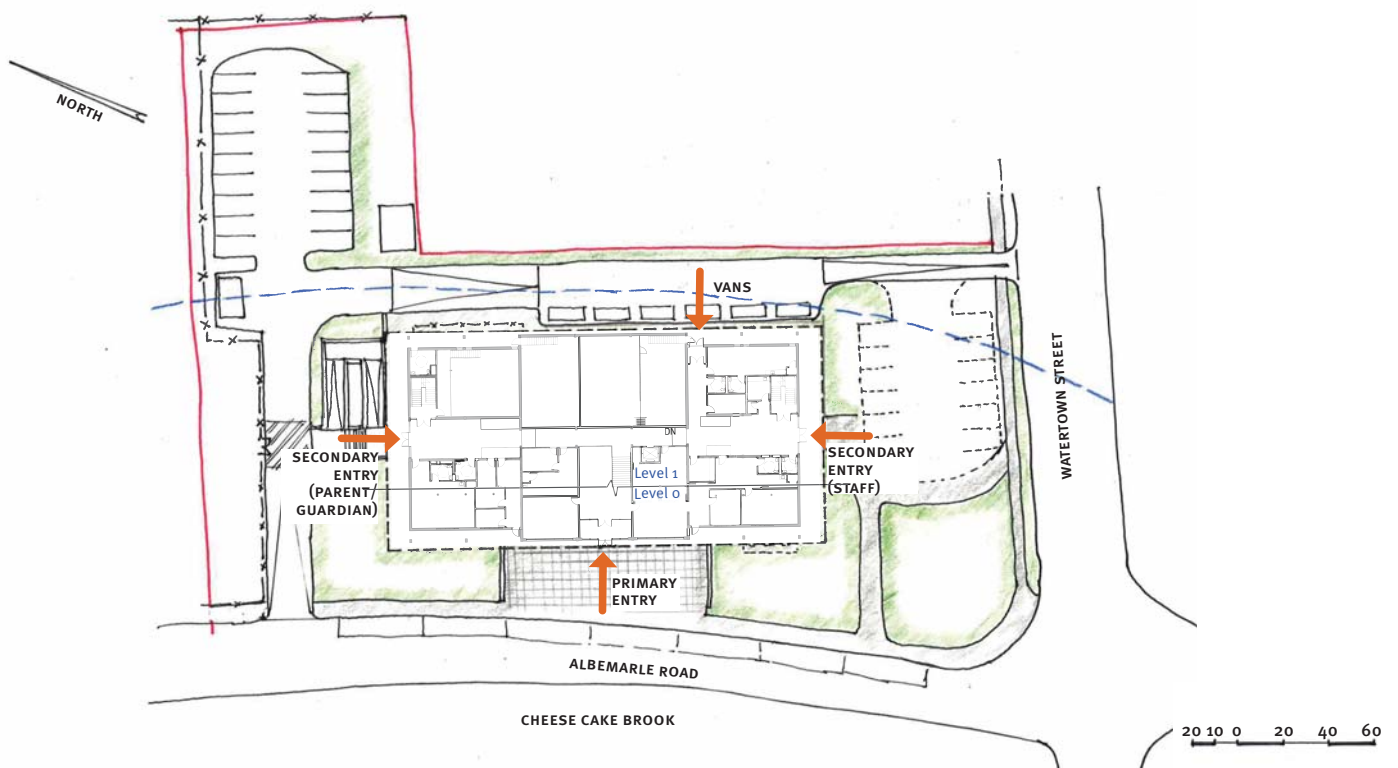 NORTH
VANS
WATERTOWN STREET
DN
SECONDARY
ENTRY
(PARENT/
GUARDIAN)
Level 1
Level 0
SECONDARY
ENTRY
(STAFF)
PRIMARY
ENTRY
ALBEMARLE ROAD
CHEESE CAKE BROOK
20 10 0 20 40 60